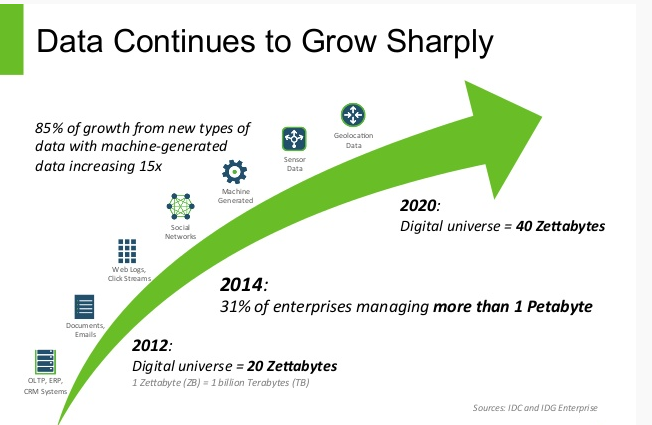 Data Continues to Grow Sharply
85% of growth from new types of
data with machine-generated
data increasing 15x
Geolocation
Data
Sensor
Data
Machine
Generated
Social
Networks
Web Logs,
Click Streams
Documents,
Emails
OLTP, ERP,
CRM Systems
2020:
Digital universe = 40 Zettabytes
2014:
31% of enterprises managing more than 1 Petabyte
2012:
Digital universe = 20 Zettabytes
1 Zettabyte (ZB) = 1 billion Terabytes (TB)
Sources: IDC and IDG Enterprise